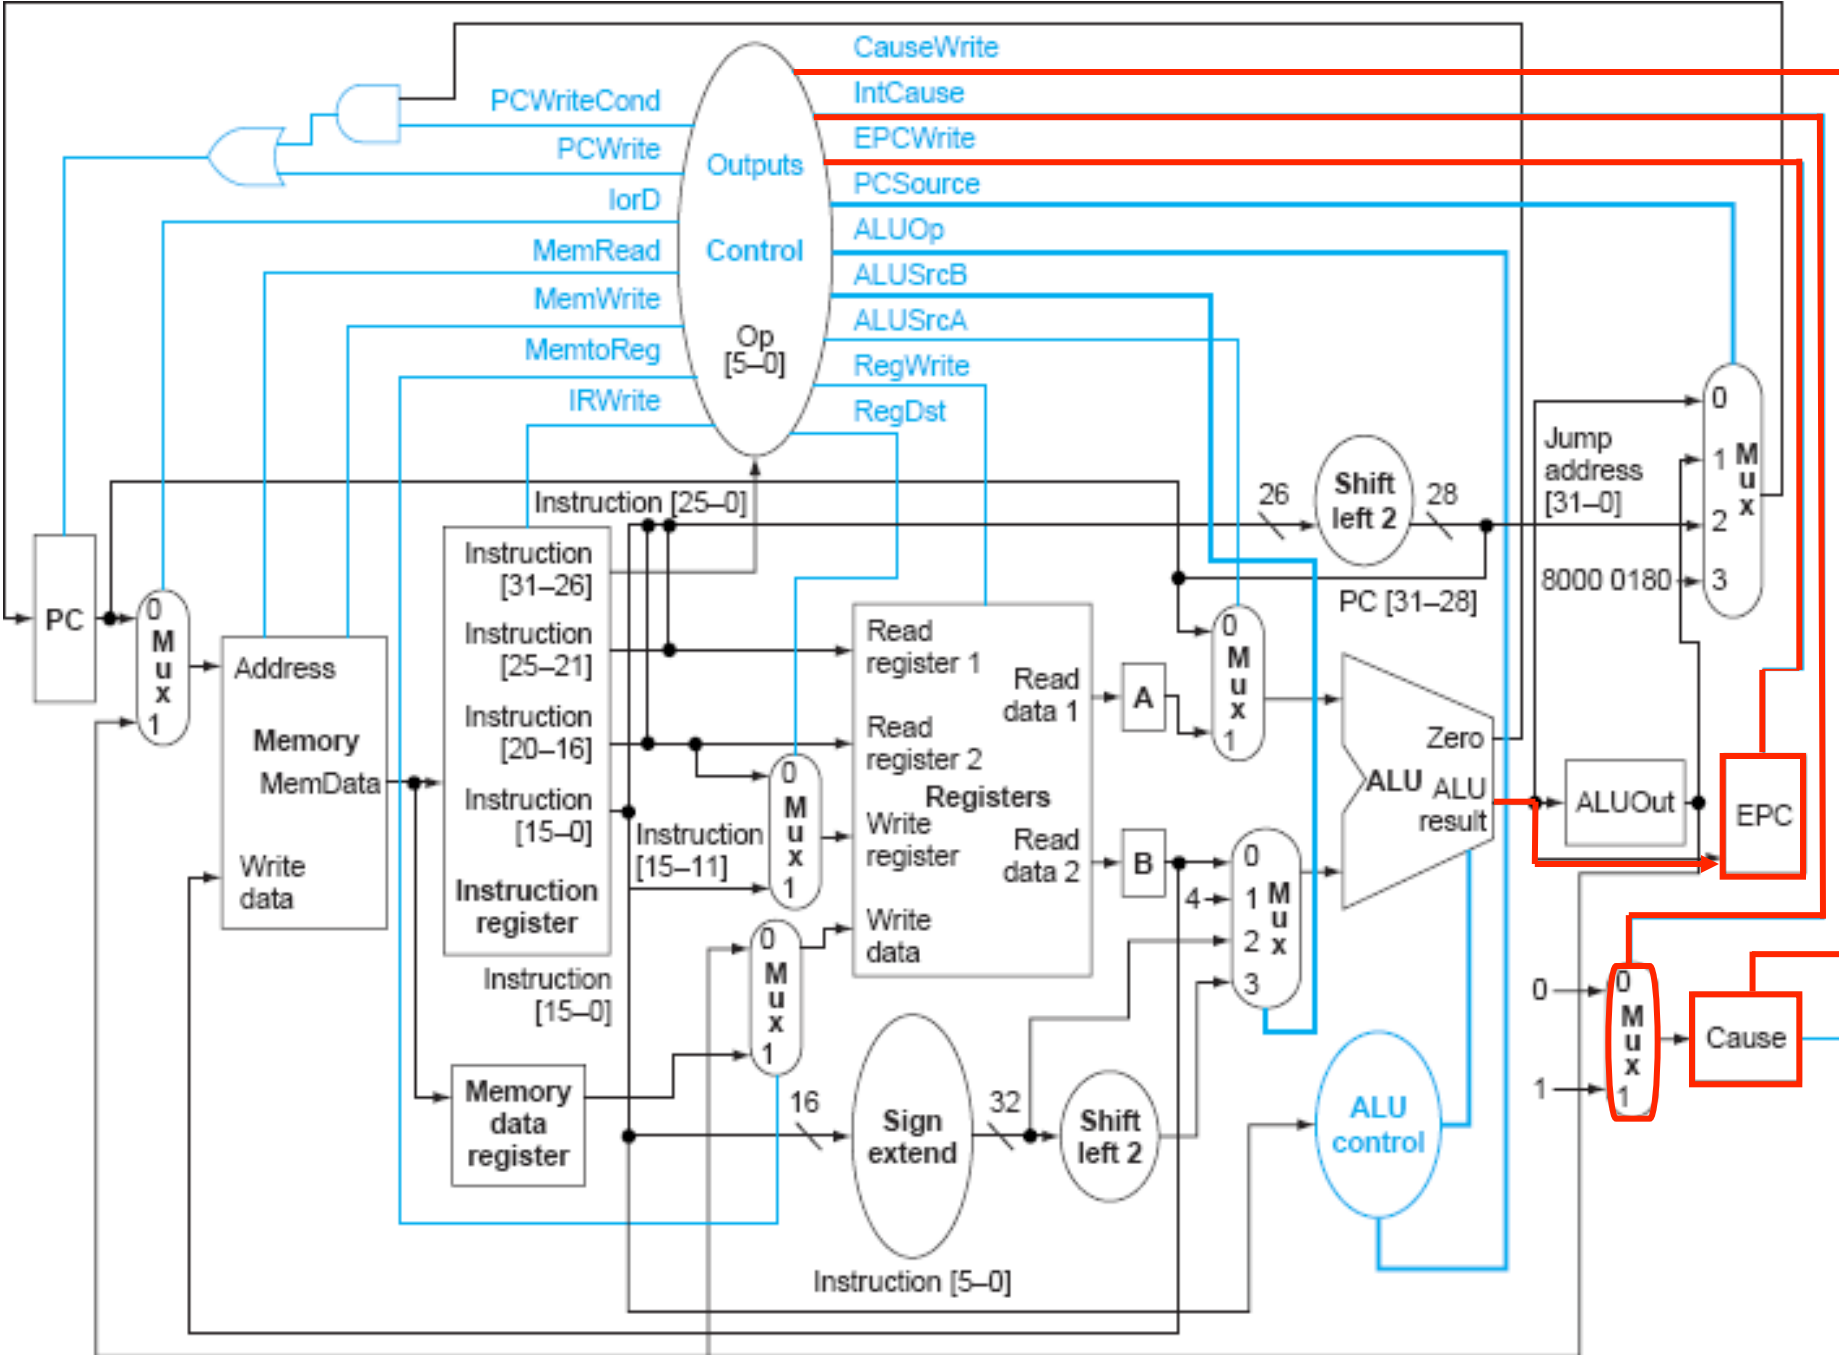 CauseWrite
IntCause
EPCWrite
PCSource
ALUOp
ALUSrcB
ALUSrcA
RegWrite
RegDst
PCWriteCond
PCWrite
IorD
MemRead
MemWrite
MemtoReg
IRWrite
Outputs
Control
Op
[5–0]
Instruction [25–0]
26
Shift
left 2
28
Jump
address
[31–0]
PC [31–28]
8000 0180
0
1
2
3
M
u
x
PC
0
M
u
x
1
Address
Memory
MemData
Write
data
Instruction
[31–26]
Instruction
[25–21]
Instruction
[20–16]
Instruction
[15–0]
Instruction
register
Instruction
[15–0]
Instruction
[15–11]
0
M
u
x
1
0
M
u
x
1
Memory
data
register
Read
register 1
Read
register 2
Registers
Write
register
Write
data
Read
data 1
Read
data 2
A
B
0
M
u
x
1
4
0
1
2
3
M
u
x
Zero
ALU
ALU
result
ALUOut
EPC
0
1
0
M
u
x
1
Cause
16
Sign
extend
32
Shift
left 2
ALU
control
Instruction [5–0]